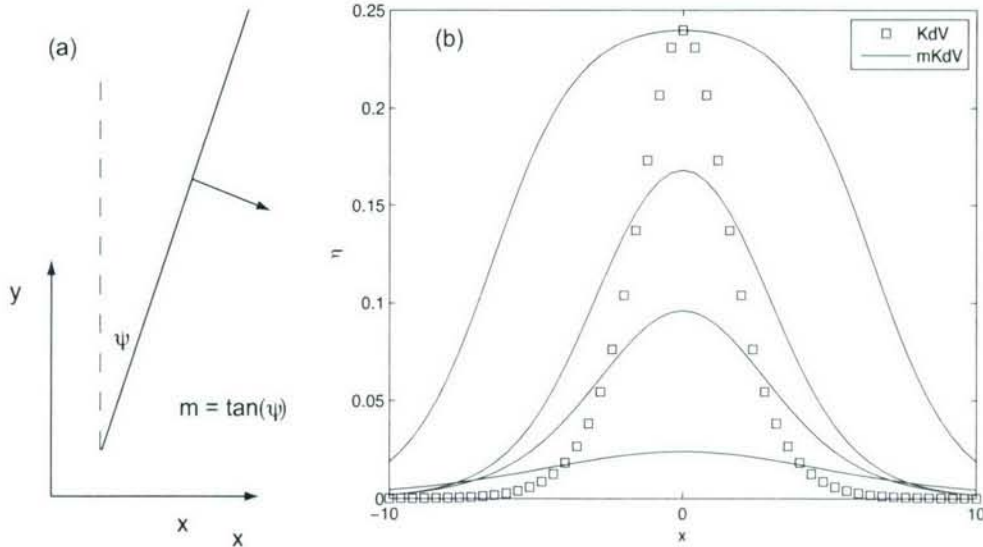 (a)
y
ψ
m = tan(ψ)
x
x
(b)
KdV
mKdV
0.25
0.2
0.15
0.1
0.05
0
η
-10
0
10
x